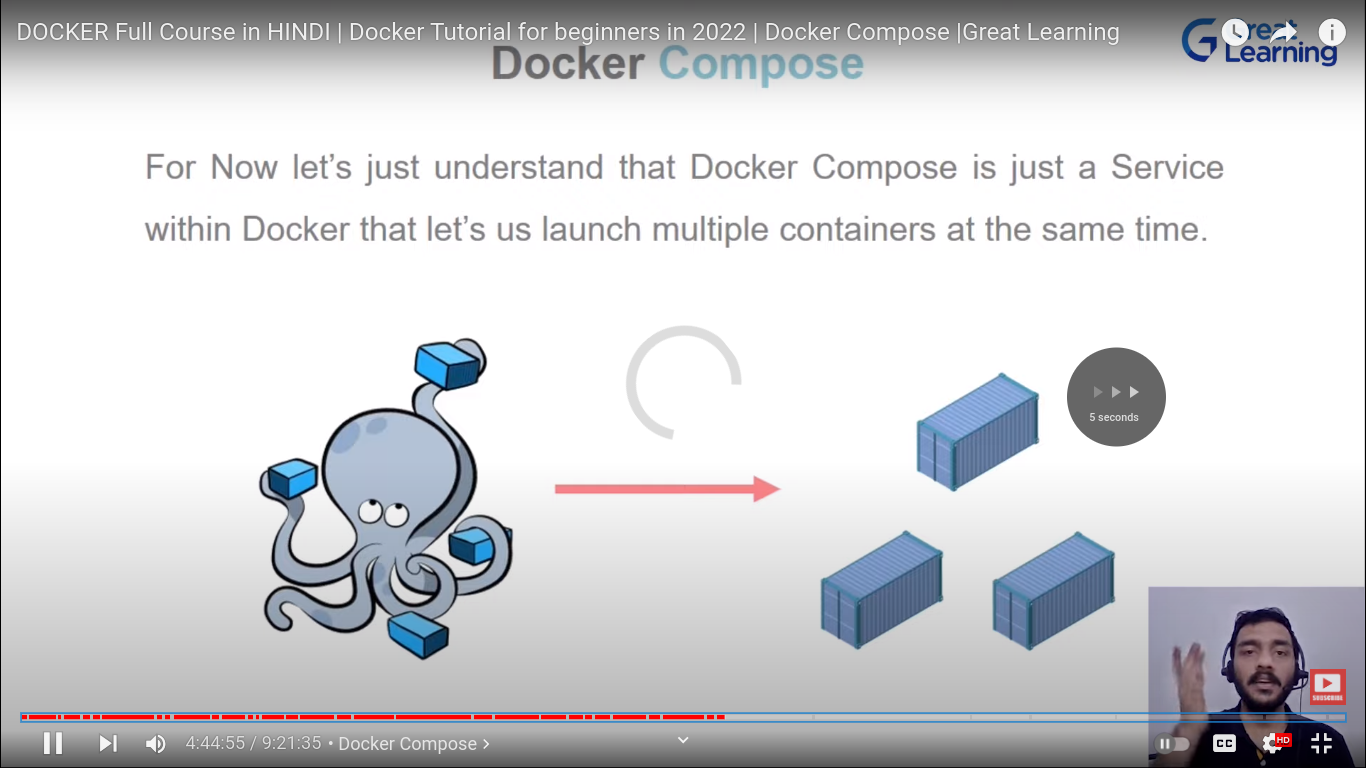 DOCKER Full Course in HINDI | Docker Tutorial for beginners in 2022 | Docker Compose |Great Learning
Great
Learning
Docker Compose
For Now let's just understand that Docker Compose is just a Service
within Docker that let's us launch multiple containers at the same time.
5 seconds
SUBSCRIBE
4:44:55 / 9:21:35 • Docker Compose
CC
HD